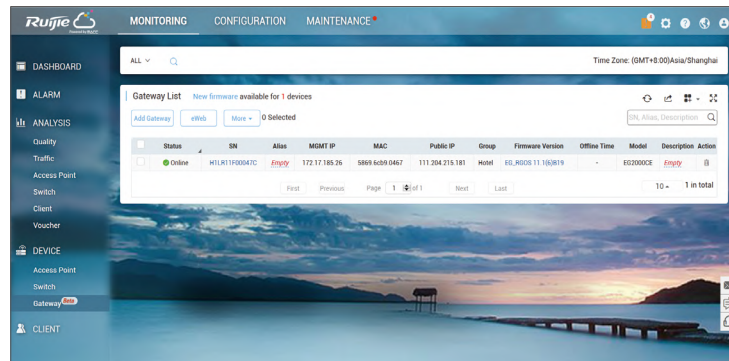 Ruijie
Powered by RUIJIE
MONITORING CONFIGURATION MAINTENANCE
DASHBOARD
ALARM
ANALYSIS
Quality
Traffic
Access Point
Switch
Client
Voucher
DEVICE
Access Point
Switch
Gateway Beta
CLIENT
ALL
Time Zone: (GMT+8:00)Asia/Shanghai
Gateway List New firmware available for 1 devices
Add Gateway eWeb More 0 Selected
SN, Alias, Description
Status SN Alias MGMT IP MAC Public IP Group Firmware Version Offline Time Model Description Action
Online H1LR11F00047C Empty 172.17.185.26 5869.6cb9.0467 111.204.215.181 Hotel EG_RGOS 11.1(6)B19 - EG2000CE Empty
First Previous Page 1 of 1 Next Last 10 1 in total